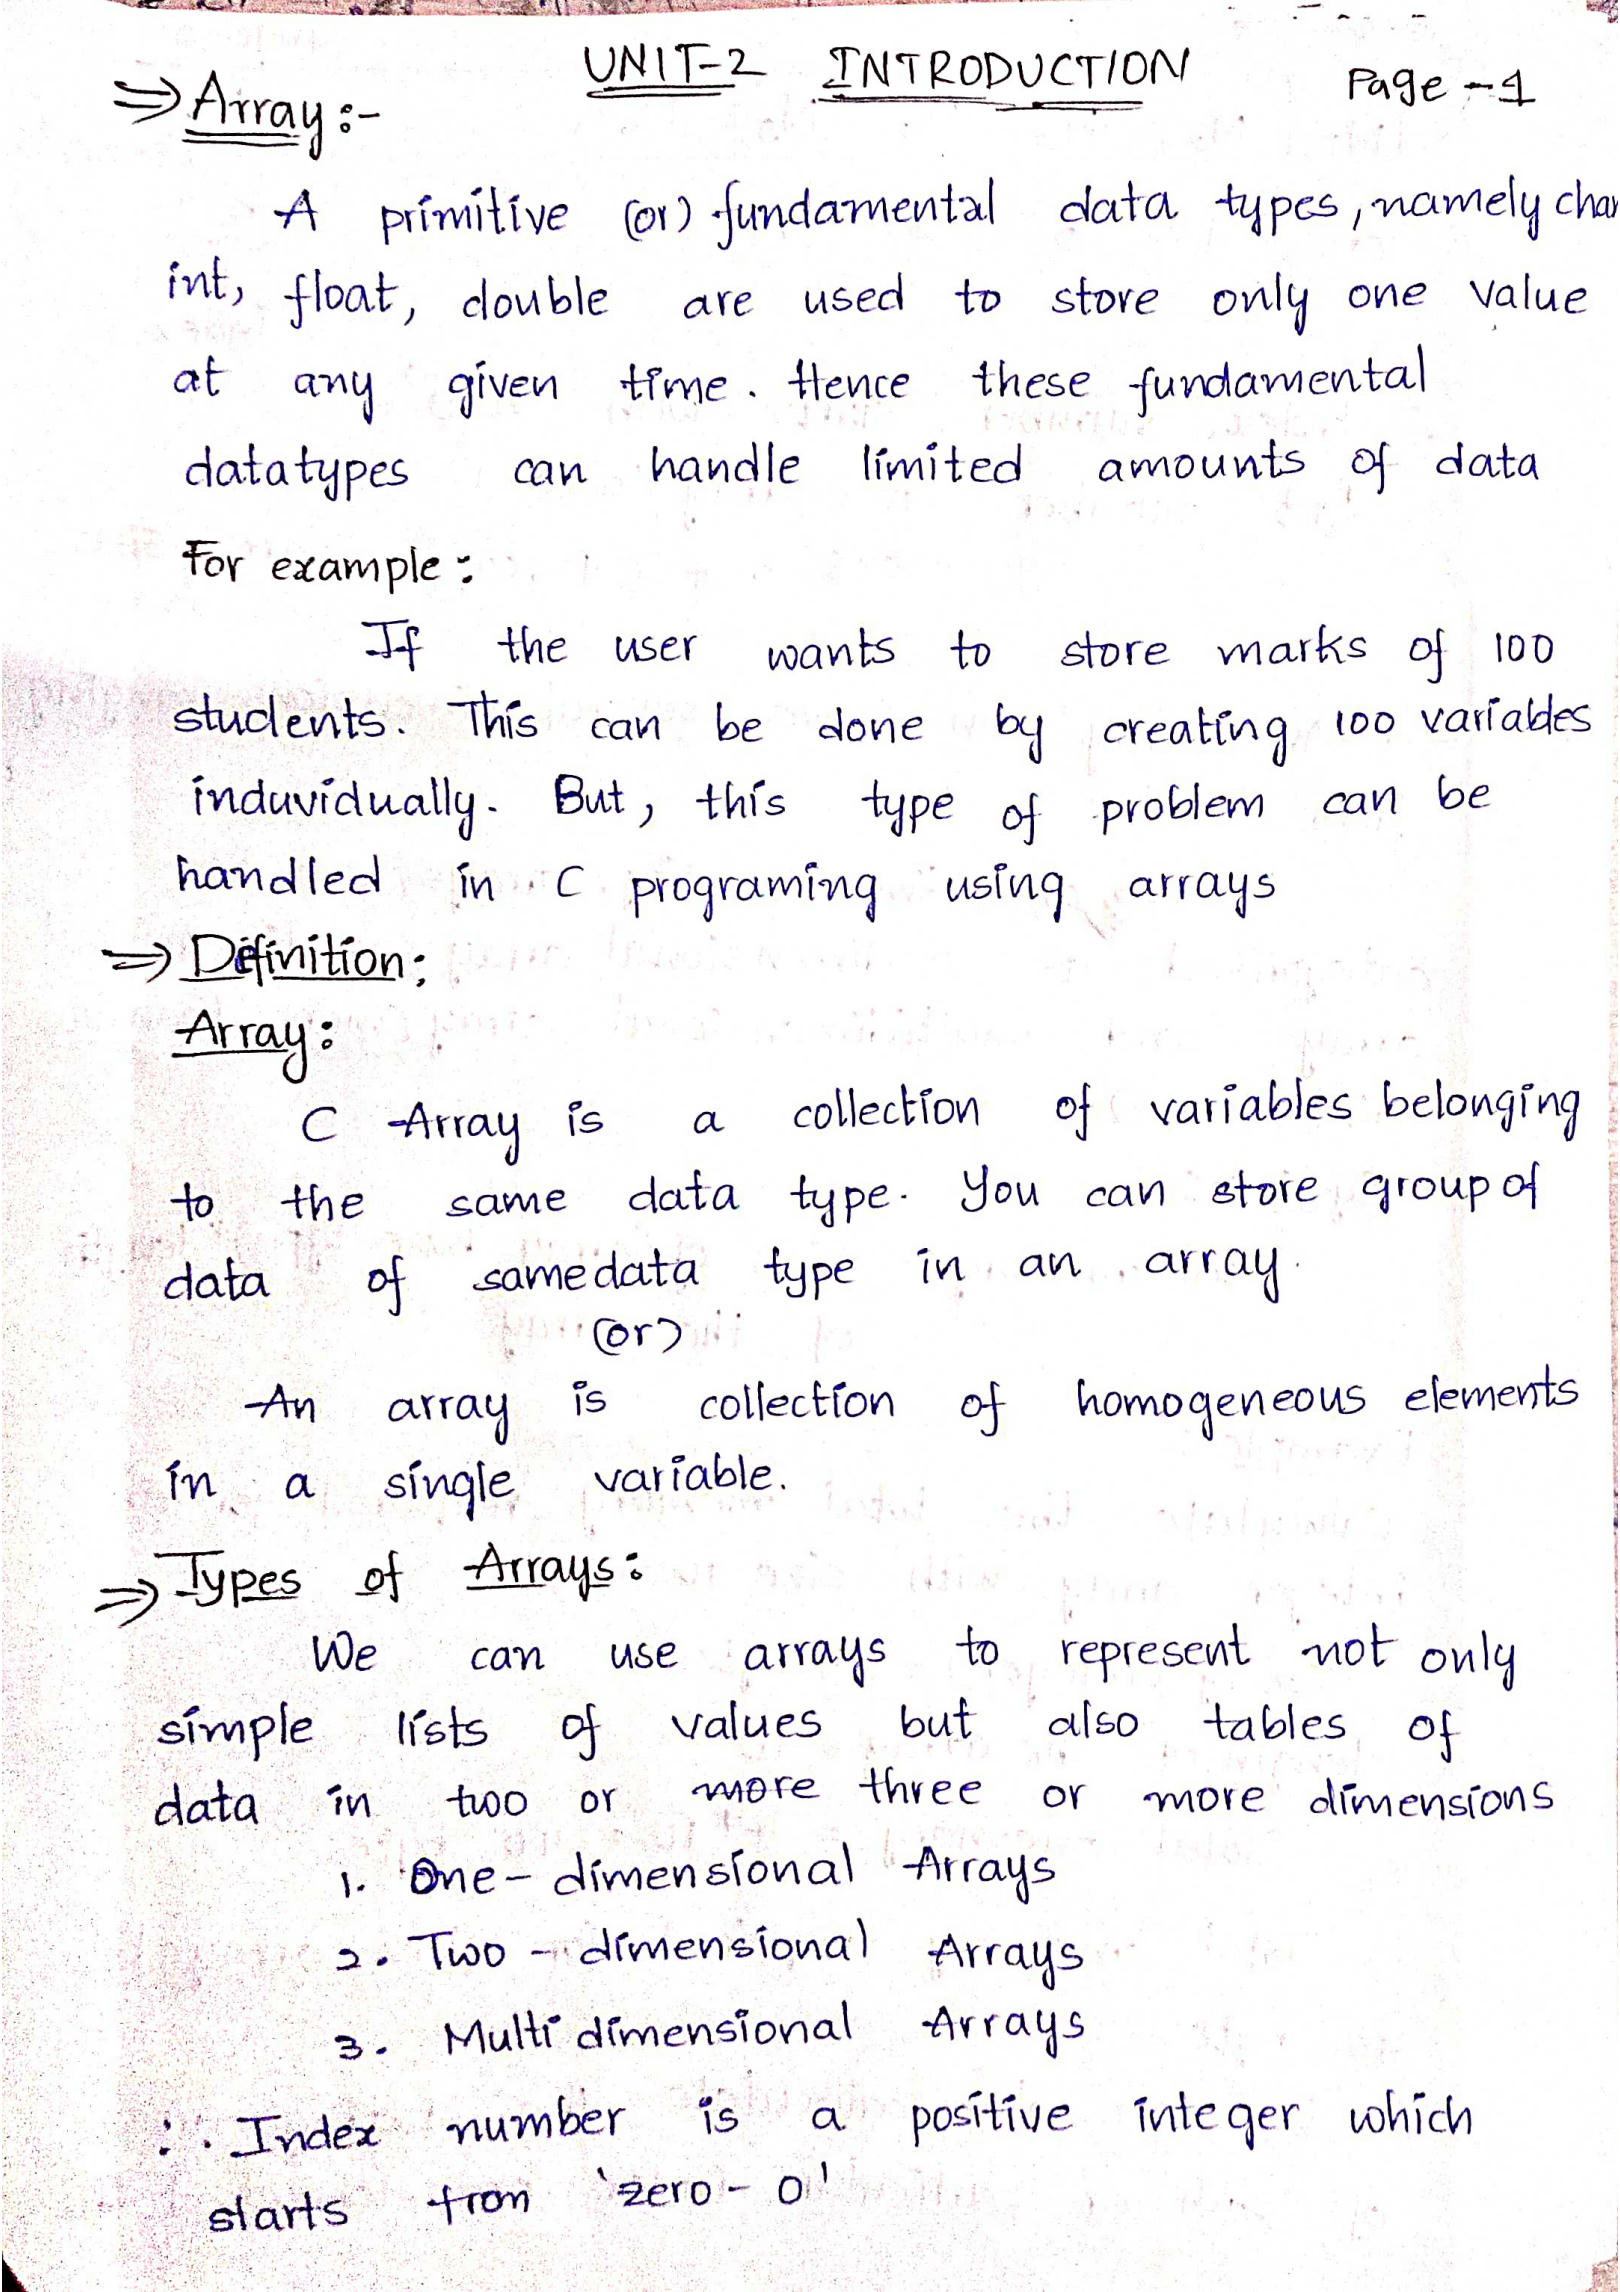 UNIT-2 INTRODUCTION Page-1
⇒ Array:-
A primitive (or) fundamental data types, namely char
int, float, double are used to store only one value
at any given time. Hence these fundamental
datatypes can handle limited amounts of data
For example:
If the user wants to store marks of 100
students. This can be done by creating 100 variables
induvidually. But, this type of problem can be
handled in C programing using arrays
⇒ Definition:
Array:
C Array is a collection of variables belonging
to the same data type. You can store group of
data of same data type in an array.
(or)
An array is collection of homogeneous elements
in a single variable.
⇒ Types of Arrays:
We can use arrays to represent not only
simple lists of values but also tables of
data in two or more three or more dimensions
1. One-dimensional Arrays
2. Two-dimensional Arrays
3. Multi dimensional Arrays
∴ Index number is a positive integer which
starts from 'zero-0'